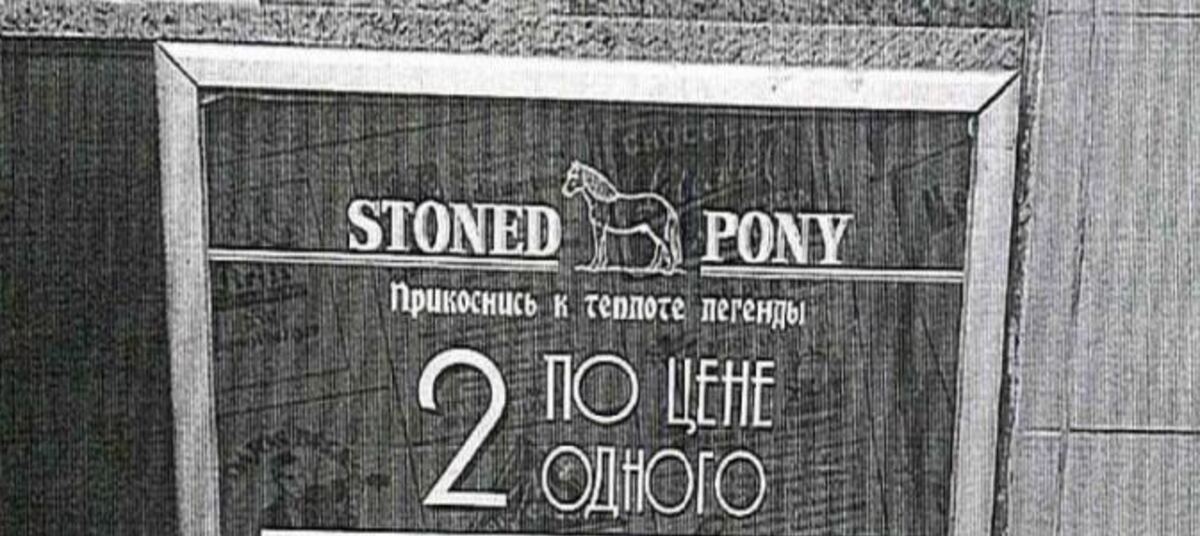 STONED PONY
Прикоснись к теплоте легенды
2 ПО ЦЕНЕ
ОДНОГО